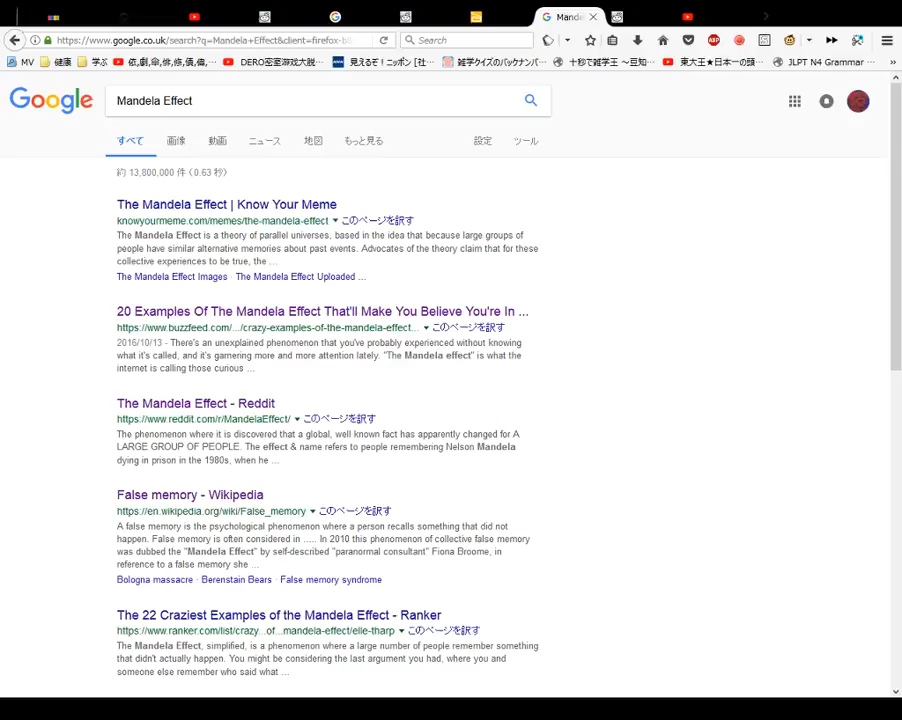 Manda
https://www.google.co.uk/search?q=Mandela+Effect&client=firefox-b
Search
MV
健康
学ぶ
DERO密室游戏大脱…
見えるぞ!ニッポン [社…
雑学クイズのバックナンバ…
十秒で雑学王 ～豆知…
東大王★日本一の頭…
JLPT N4 Grammar …
Google
Mandela Effect
すべて 画像 動画 ニュース 地図 もっと見る 設定 ツール
約 13,800,000 件 (0.63 秒)
The Mandela Effect | Know Your Meme
knowyourmeme.com/memes/the-mandela-effect ▼ このページを訳す
The Mandela Effect is a theory of parallel universes, based in the idea that because large groups of
people have similar alternative memories about past events. Advocates of the theory claim that for these
collective experiences to be true, the ...
The Mandela Effect Images · The Mandela Effect Uploaded ...
20 Examples Of The Mandela Effect That'll Make You Believe You're In ...
https://www.buzzfeed.com/.../crazy-examples-of-the-mandela-effect... ▼ このページを訳す
2016/10/13 - There's an unexplained phenomenon that you've probably experienced without knowing
what it's called, and it's garnering more and more attention lately. "The Mandela effect" is what the
internet is calling those curious ...
The Mandela Effect - Reddit
https://www.reddit.com/r/MandelaEffect/ ▼ このページを訳す
The phenomenon where it is discovered that a global, well known fact has apparently changed for A
LARGE GROUP OF PEOPLE. The effect & name refers to people remembering Nelson Mandela
dying in prison in the 1980s, when he ...
False memory - Wikipedia
https://en.wikipedia.org/wiki/False_memory ▼ このページを訳す
A false memory is the psychological phenomenon where a person recalls something that did not
happen. False memory is often considered in ..... In 2010 this phenomenon of collective false memory
was dubbed the "Mandela Effect" by self-described "paranormal consultant" Fiona Broome, in
reference to a false memory she ...
Bologna massacre · Berenstain Bears · False memory syndrome
The 22 Craziest Examples of the Mandela Effect - Ranker
https://www.ranker.com/list/crazy...of...mandela-effect/elle-tharp ▼ このページを訳す
The Mandela Effect, simplified, is a phenomenon where a large number of people remember something
that didn't actually happen. You might be considering the last argument you had, where you and
someone else remember who said what ...